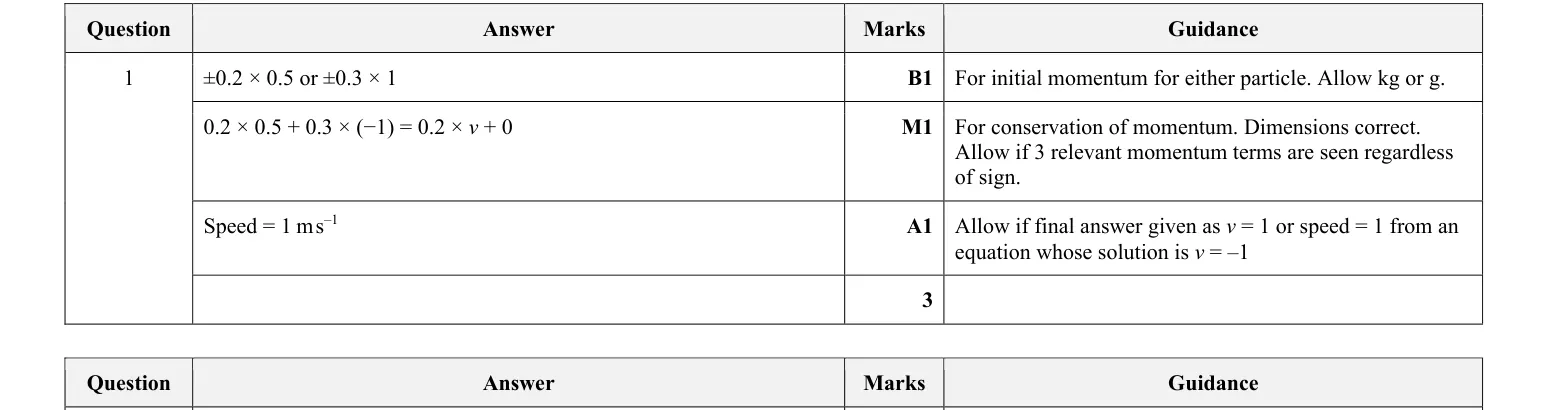 Question Answer Marks Guidance
1 ±0.2 × 0.5 or ±0.3 × 1 B1 For initial momentum for either particle. Allow kg or g.
0.2 × 0.5 + 0.3 × (−1) = 0.2 × v + 0 M1 For conservation of momentum. Dimensions correct.
Allow if 3 relevant momentum terms are seen regardless
of sign.
Speed = 1 m s⁻¹ A1 Allow if final answer given as v = 1 or speed = 1 from an
equation whose solution is v = –1
3
Question Answer Marks Guidance